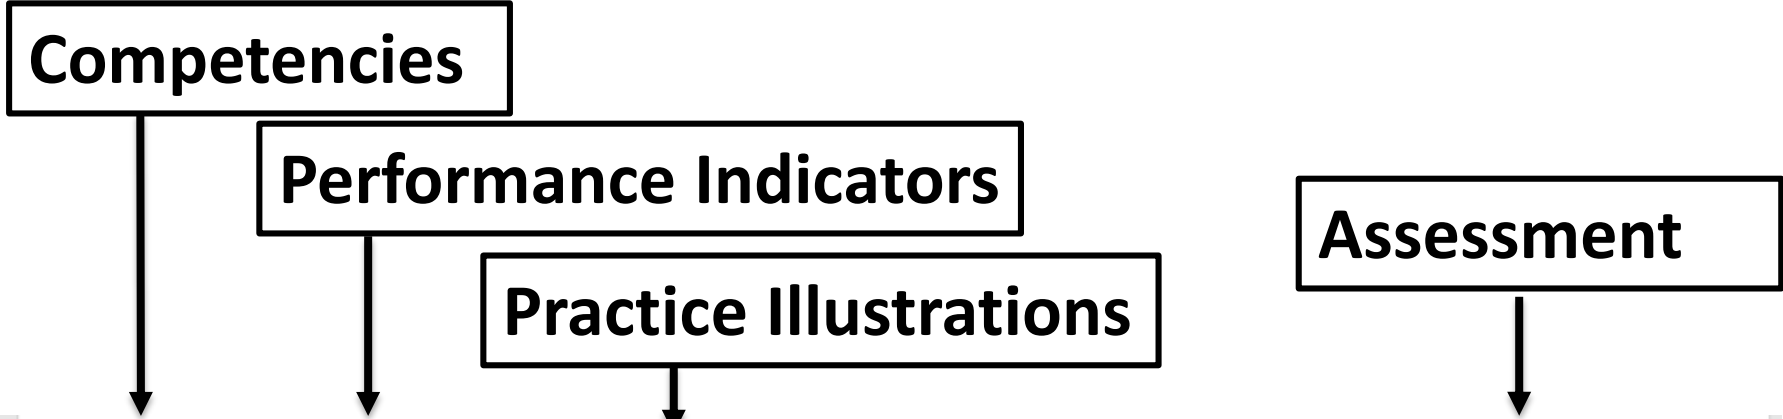 Competencies
Performance Indicators
Practice Illustrations
Assessment